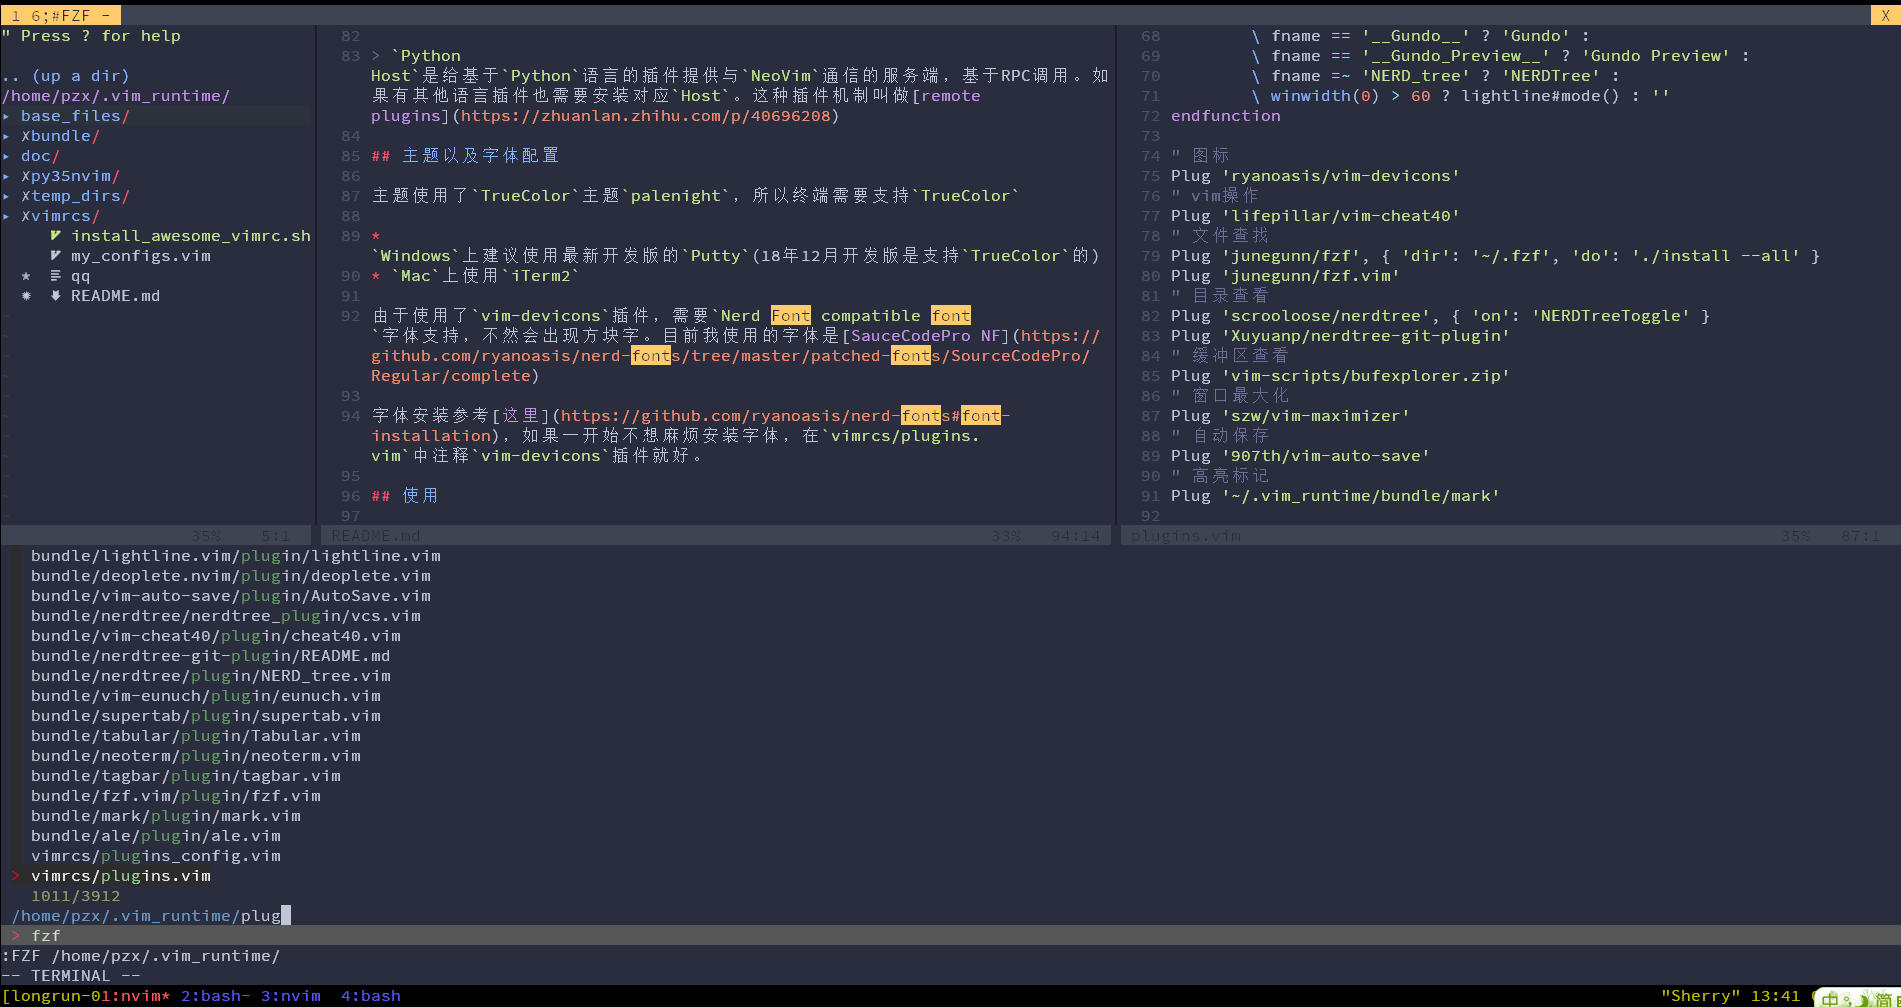 1 6;#FZF - X
" Press ? for help
.. (up a dir)
/home/pzx/.vim_runtime/
▸ base_files/
▸ ✗bundle/
▸ doc/
▸ ✗py35nvim/
▸ ✗temp_dirs/
▸ ✗vimrcs/
install_awesome_vimrc.sh
my_configs.vim
★ qq
✹ README.md
35% 5:1
82
83 > `Python
Host`是给基于`Python`语言的插件提供与`NeoVim`通信的服务端，基于RPC调用。如
果有其他语言插件也需要安装对应`Host`。这种插件机制叫做[remote
plugins](https://zhuanlan.zhihu.com/p/40696208)
84
85 ## 主题以及字体配置
86
87 主题使用了`TrueColor`主题`palenight`，所以终端需要支持`TrueColor`
88
89 *
`Windows`上建议使用最新开发版的`Putty`(18年12月开发版是支持`TrueColor`的)
90 * `Mac`上使用`iTerm2`
91
92 由于使用了`vim-devicons`插件，需要`Nerd Font compatible font
`字体支持，不然会出现方块字。目前我使用的字体是[SauceCodePro NF](https://
github.com/ryanoasis/nerd-fonts/tree/master/patched-fonts/SourceCodePro/
Regular/complete)
93
94 字体安装参考[这里](https://github.com/ryanoasis/nerd-fonts#font-
installation)，如果一开始不想麻烦安装字体，在`vimrcs/plugins.
vim`中注释`vim-devicons`插件就好。
95
96 ## 使用
97
README.md 33% 94:14
68 \ fname == '__Gundo__' ? 'Gundo' :
69 \ fname == '__Gundo_Preview__' ? 'Gundo Preview' :
70 \ fname =~ 'NERD_tree' ? 'NERDTree' :
71 \ winwidth(0) > 60 ? lightline#mode() : ''
72 endfunction
73
74 " 图标
75 Plug 'ryanoasis/vim-devicons'
76 " vim操作
77 Plug 'lifepillar/vim-cheat40'
78 " 文件查找
79 Plug 'junegunn/fzf', { 'dir': '~/.fzf', 'do': './install --all' }
80 Plug 'junegunn/fzf.vim'
81 " 目录查看
82 Plug 'scrooloose/nerdtree', { 'on': 'NERDTreeToggle' }
83 Plug 'Xuyuanp/nerdtree-git-plugin'
84 " 缓冲区查看
85 Plug 'vim-scripts/bufexplorer.zip'
86 " 窗口最大化
87 Plug 'szw/vim-maximizer'
88 " 自动保存
89 Plug '907th/vim-auto-save'
90 " 高亮标记
91 Plug '~/.vim_runtime/bundle/mark'
92
plugins.vim 35% 87:1
bundle/lightline.vim/plugin/lightline.vim
bundle/deoplete.nvim/plugin/deoplete.vim
bundle/vim-auto-save/plugin/AutoSave.vim
bundle/nerdtree/nerdtree_plugin/vcs.vim
bundle/vim-cheat40/plugin/cheat40.vim
bundle/nerdtree-git-plugin/README.md
bundle/nerdtree/plugin/NERD_tree.vim
bundle/vim-eunuch/plugin/eunuch.vim
bundle/supertab/plugin/supertab.vim
bundle/tabular/plugin/Tabular.vim
bundle/neoterm/plugin/neoterm.vim
bundle/tagbar/plugin/tagbar.vim
bundle/fzf.vim/plugin/fzf.vim
bundle/mark/plugin/mark.vim
bundle/ale/plugin/ale.vim
vimrcs/plugins_config.vim
> vimrcs/plugins.vim
1011/3912
/home/pzx/.vim_runtime/plug
> fzf
:FZF /home/pzx/.vim_runtime/
-- TERMINAL --
[longrun-01:nvim* 2:bash- 3:nvim 4:bash "Sherry" 13:41
中 简